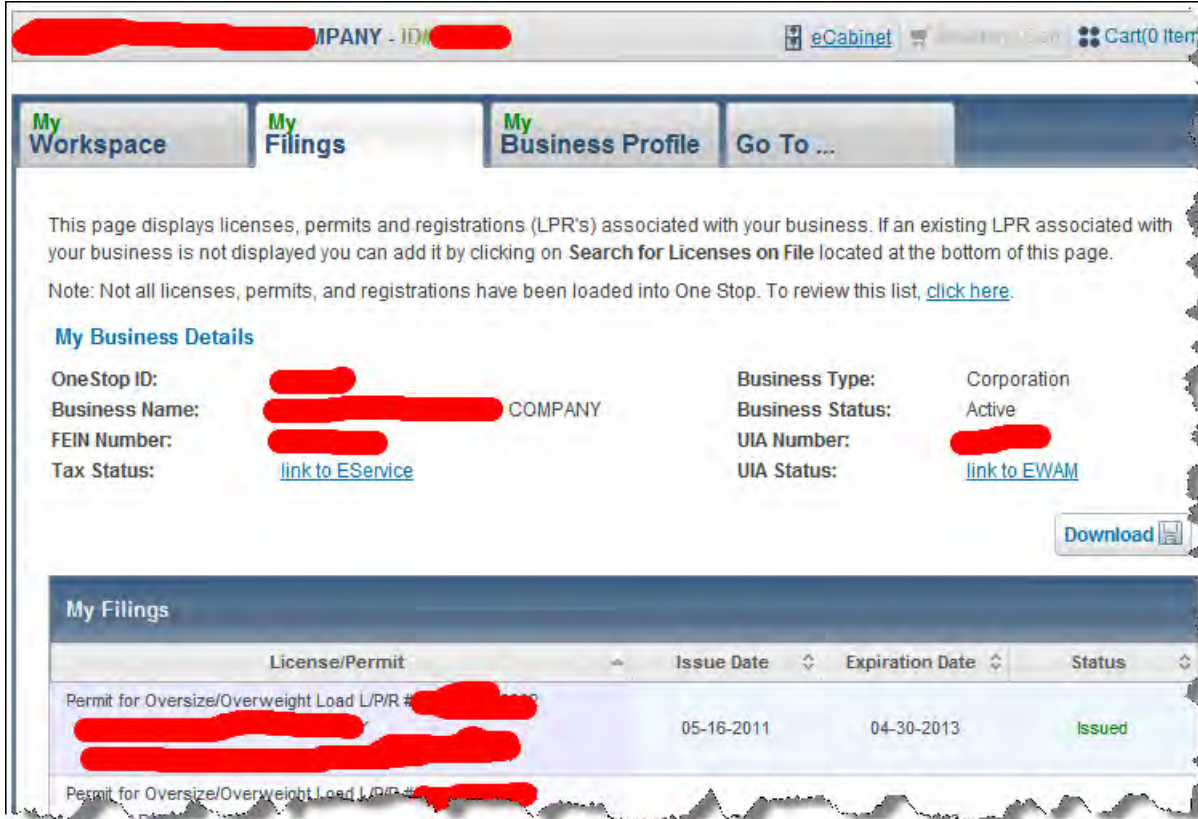 MPANY - ID#
eCabinet
Cart(0 Item
My Workspace
My Filings
My Business Profile
Go To ...
This page displays licenses, permits and registrations (LPR's) associated with your business. If an existing LPR associated with
your business is not displayed you can add it by clicking on Search for Licenses on File located at the bottom of this page.
Note: Not all licenses, permits, and registrations have been loaded into One Stop. To review this list, click here.
My Business Details
OneStop ID:
Business Type: Corporation
Business Name: COMPANY
Business Status: Active
FEIN Number:
UIA Number:
Tax Status: link to EService
UIA Status: link to EWAM
Download
My Filings
License/Permit Issue Date Expiration Date Status
Permit for Oversize/Overweight Load L/P/R #
05-16-2011 04-30-2013 Issued
Permit for Oversize/Overweight Load L/P/R #